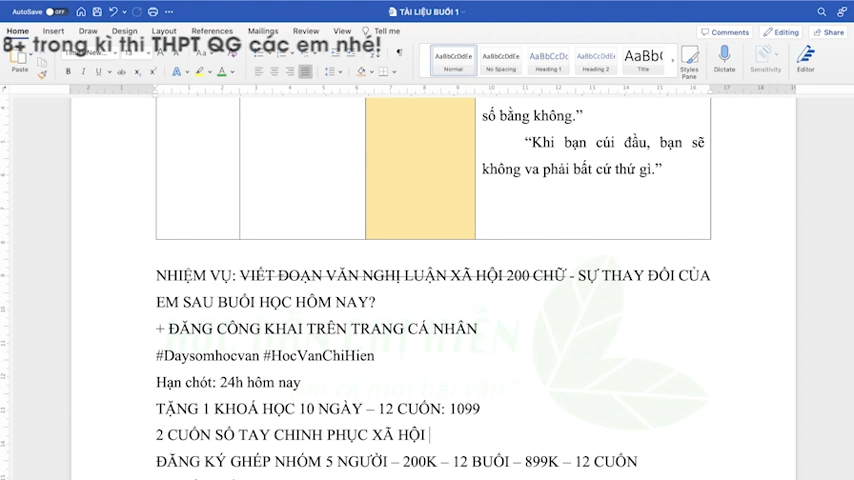 AutoSave OFF TÀI LIỆU BUỔI 1
Home Insert Draw Design Layout References Mailings Review View Tell me Comments Editing Share
8+ trong kì thi THPT QG các em nhé!
Paste
B I U ab
AaBbCcDdEe AaBbCcDdEe AaBbCcDc AaBbCcDdEe AaBbC
Normal No Spacing Heading 1 Heading 2 Title
Styles Pane Dictate Sensitivity Editor
số bằng không.”
“Khi bạn cúi đầu, bạn sẽ
không va phải bất cứ thứ gì.”
NHIỆM VỤ: VIẾT ĐOẠN VĂN NGHỊ LUẬN XÃ HỘI 200 CHỮ - SỰ THAY ĐỔI CỦA
EM SAU BUỔI HỌC HÔM NAY?
+ ĐĂNG CÔNG KHAI TRÊN TRANG CÁ NHÂN
#Daysomhocvan #HocVanChiHien
Hạn chót: 24h hôm nay
TẶNG 1 KHOÁ HỌC 10 NGÀY – 12 CUỐN: 1099
2 CUỐN SỔ TAY CHINH PHỤC XÃ HỘI
ĐĂNG KÝ GHÉP NHÓM 5 NGƯỜI – 200K – 12 BUỔI – 899K – 12 CUỐN